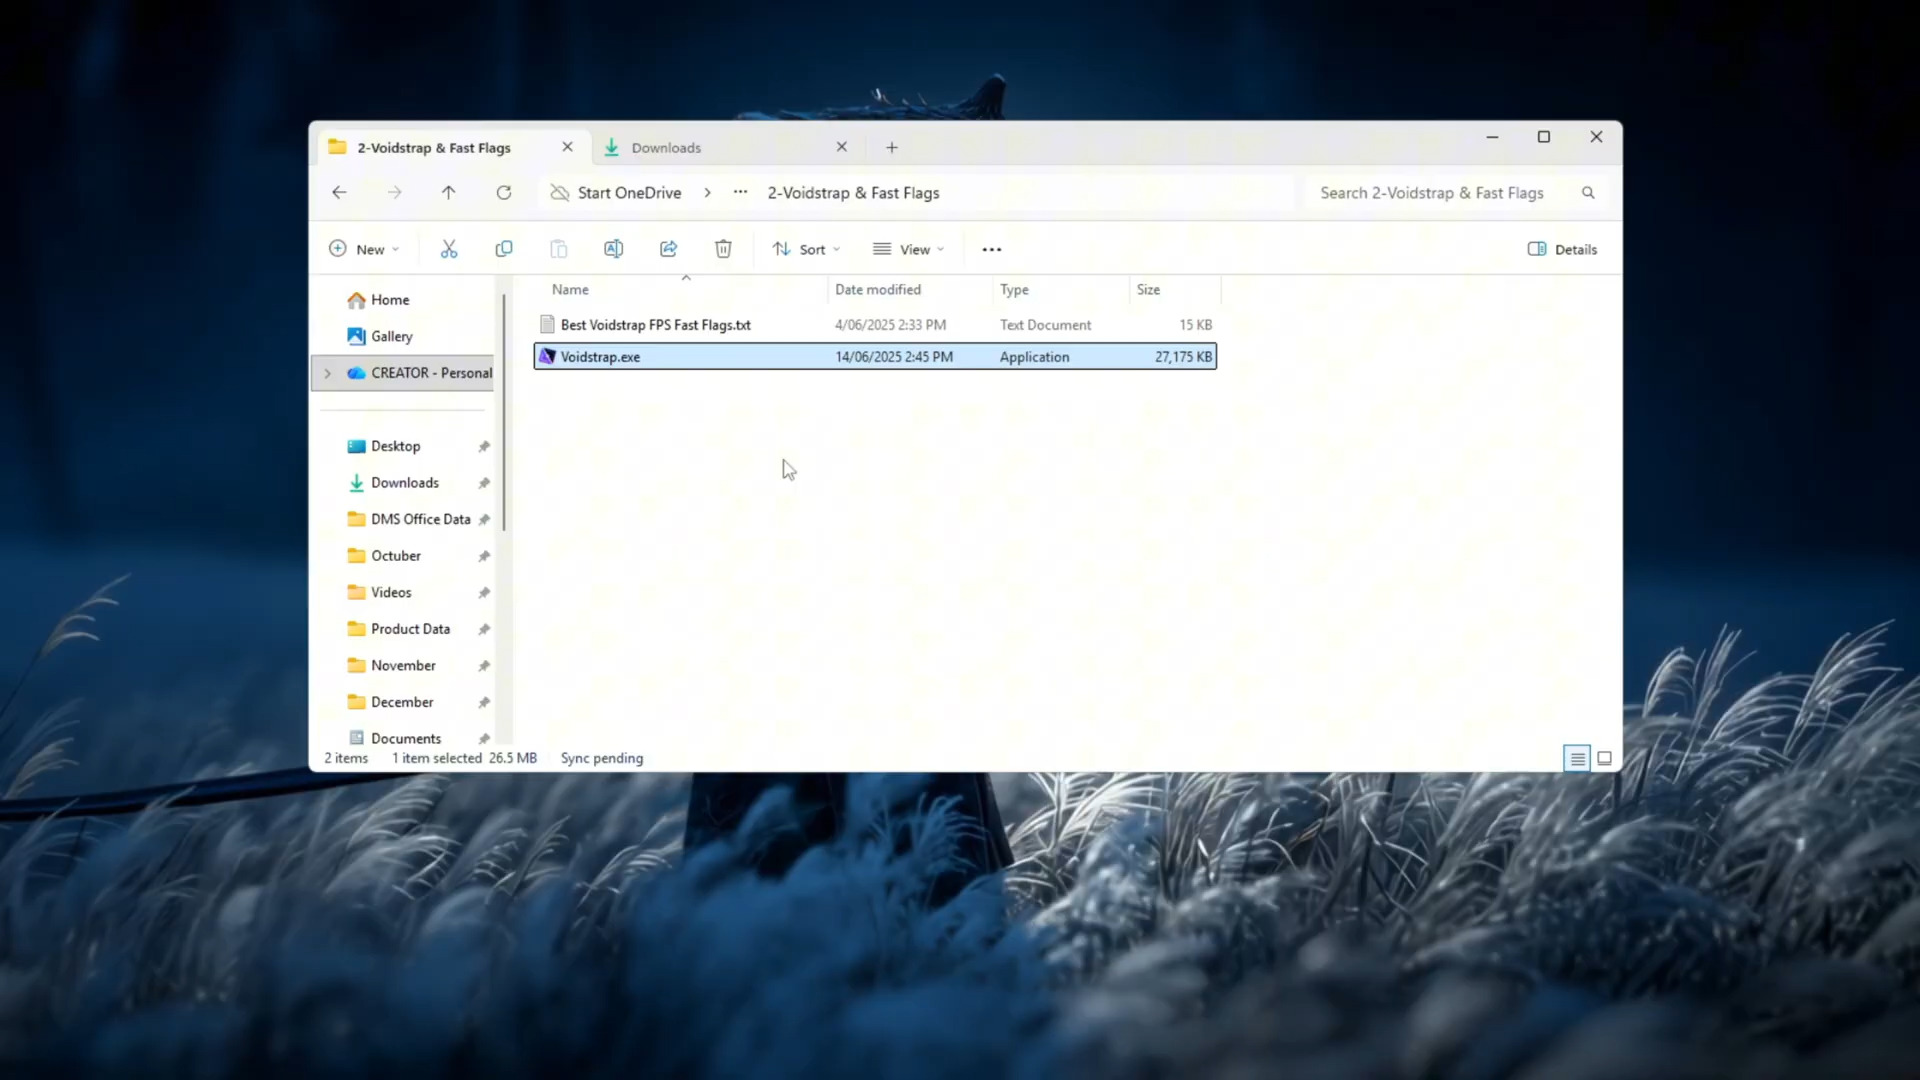 2-Voidstrap & Fast Flags
Downloads
Start OneDrive
2-Voidstrap & Fast Flags
Search 2-Voidstrap & Fast Flags
New
Sort
View
Details
Name
Date modified
Type
Size
Best Voidstrap FPS Fast Flags.txt
4/06/2025 2:33 PM
Text Document
15 KB
Voidstrap.exe
14/06/2025 2:45 PM
Application
27,175 KB
Home
Gallery
CREATOR - Personal
Desktop
Downloads
DMS Office Data
Octuber
Videos
Product Data
November
December
Documents
2 items
1 item selected 26.5 MB
Sync pending